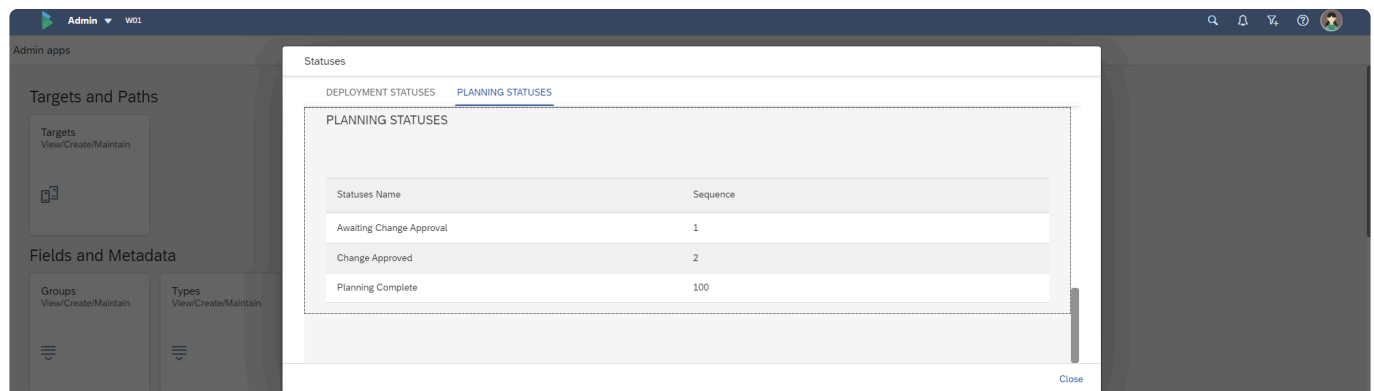 Admin W01
Admin apps
Statuses
DEPLOYMENT STATUSES PLANNING STATUSES
PLANNING STATUSES
Statuses Name Sequence
Awaiting Change Approval 1
Change Approved 2
Planning Complete 100
Close
Targets and Paths
Targets
View/Create/Maintain
Fields and Metadata
Groups
View/Create/Maintain
Types
View/Create/Maintain